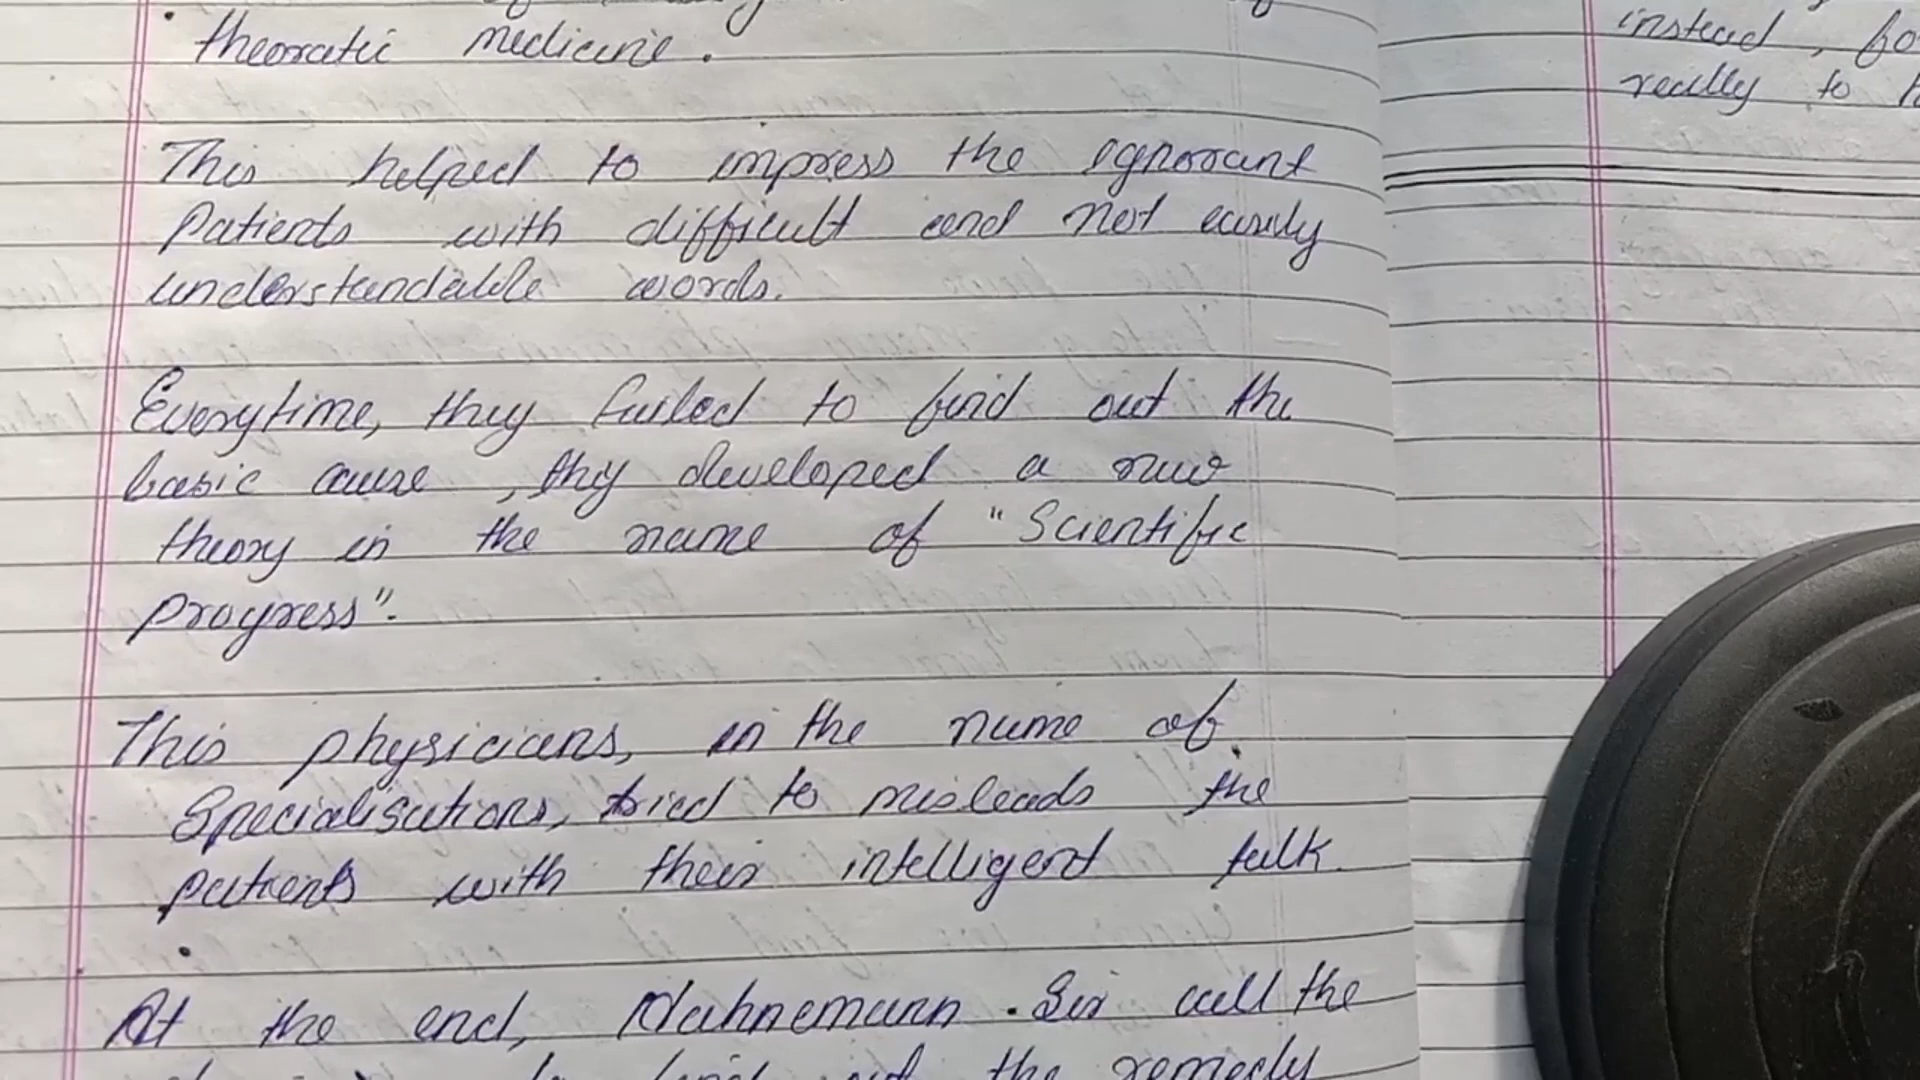 theoratic medicine.
This helped to impress the ignorant
Patients with difficult and not easily
understandable words.
Everytime, they failed to find out the
basic cause, they developed a new
theory in the name of "Scientific
progress".
This physicians, in the name of
Specialisations, tried to misleads the
patients with their intelligent talk.
At the end, Hahnemann Sir call the
the remedy
instead,
really to